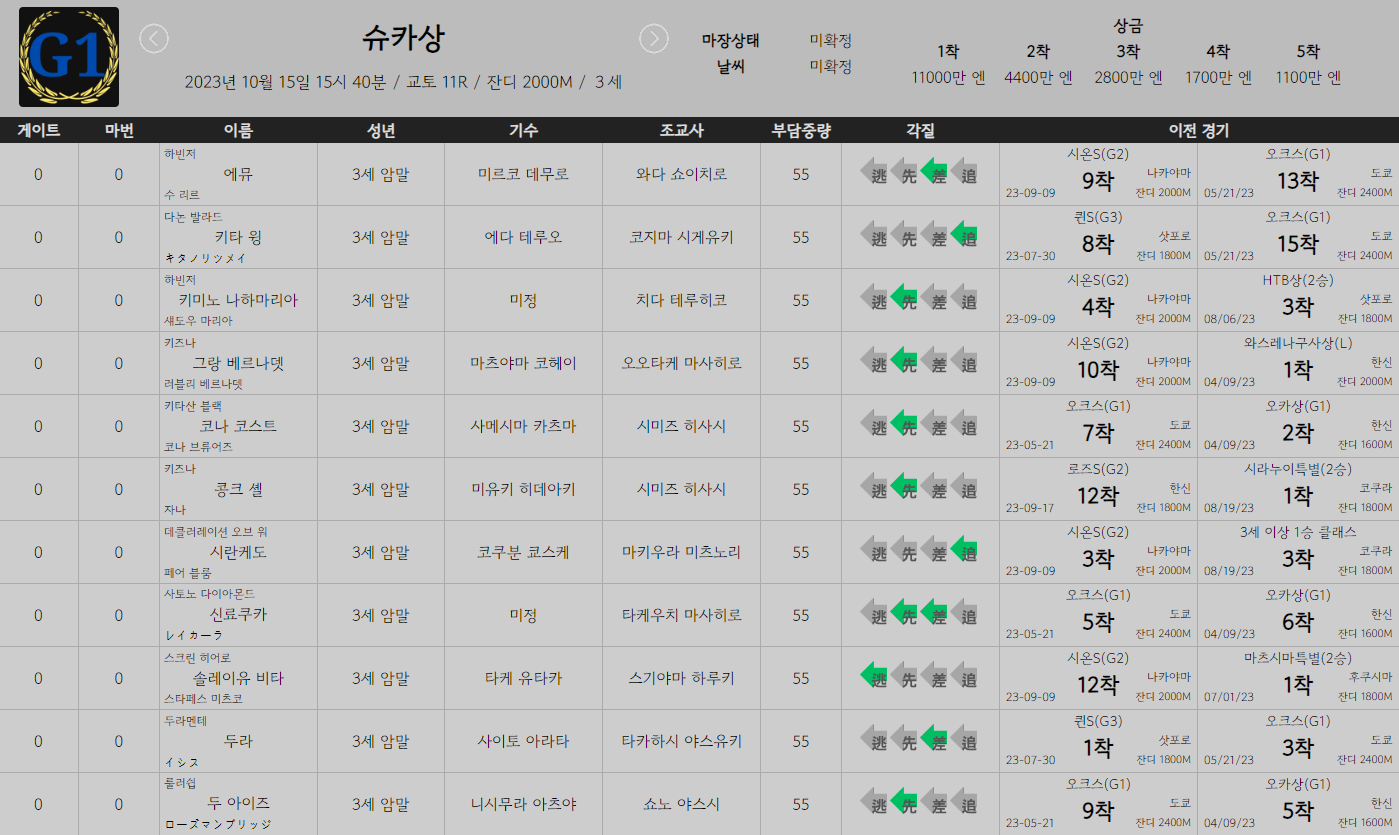 G1
슈카상
2023년 10월 15일 15시 40분 / 교토 11R / 잔디 2000M / 3세
마장상태 미확정
날씨 미확정
상금
1착 2착 3착 4착 5착
11000만 엔 4400만 엔 2800만 엔 1700만 엔 1100만 엔
게이트 마번 이름 성년 기수 조교사 부담중량 각질 이전 경기
하빈저 시온S(G2) 오크스(G1)
0 0 에뮤 3세 암말 미르코 데무로 와다 쇼이치로 55 逃 先 差 追 9착 나카야마 13착 도쿄
수 리르 23-09-09 잔디 2000M 05/21/23 잔디 2400M
다논 발라드 퀸S(G3) 오크스(G1)
0 0 키타 윙 3세 암말 에다 테루오 코지마 시게유키 55 逃 先 差 追 8착 삿포로 15착 도쿄
キタノリツメイ 23-07-30 잔디 1800M 05/21/23 잔디 2400M
하빈저 시온S(G2) HTB상(2승)
0 0 키미노 나하마리아 3세 암말 미정 치다 테루히코 55 逃 先 差 追 4착 나카야마 3착 삿포로
섀도우 마리아 23-09-09 잔디 2000M 08/06/23 잔디 1800M
키즈나 시온S(G2) 와스레나구사상(L)
0 0 그랑 베르나뎃 3세 암말 마츠야마 코헤이 오오타케 마사히로 55 逃 先 差 追 10착 나카야마 1착 한신
러블리 베르나뎃 23-09-09 잔디 2000M 04/09/23 잔디 2000M
키타산 블랙 오크스(G1) 오카상(G1)
0 0 코나 코스트 3세 암말 사메시마 카츠마 시미즈 히사시 55 逃 先 差 追 7착 도쿄 2착 한신
코나 브류어즈 23-05-21 잔디 2400M 04/09/23 잔디 1600M
키즈나 로즈S(G2) 시라누이특별(2승)
0 0 콩크 셸 3세 암말 미유키 히데아키 시미즈 히사시 55 逃 先 差 追 12착 한신 1착 코쿠라
자나 23-09-17 잔디 1800M 08/19/23 잔디 1800M
데클러레이션 오브 워 시온S(G2) 3세 이상 1승 클래스
0 0 시란케도 3세 암말 코쿠분 쿄스케 마키우라 미츠노리 55 逃 先 差 追 3착 나카야마 3착 코쿠라
페어 블룸 23-09-09 잔디 2000M 08/19/23 잔디 1800M
사토노 다이아몬드 오크스(G1) 오카상(G1)
0 0 신료쿠카 3세 암말 미정 타케우치 마사히로 55 逃 先 差 追 5착 도쿄 6착 한신
レイカーラ 23-05-21 잔디 2400M 04/09/23 잔디 1600M
스크린 히어로 시온S(G2) 마츠시마특별(2승)
0 0 솔레이유 비타 3세 암말 타케 유타카 스기야마 하루키 55 逃 先 差 追 12착 나카야마 1착 후쿠시마
스타페스 미츠코 23-09-09 잔디 2000M 07/01/23 잔디 2000M
두라멘테 퀸S(G3) 오크스(G1)
0 0 두라 3세 암말 사이토 아라타 타카하시 야스유키 55 逃 先 差 追 1착 삿포로 3착 도쿄
イシス 23-07-30 잔디 1800M 05/21/23 잔디 2400M
룰러쉽 오크스(G1) 오카상(G1)
0 0 두 아이즈 3세 암말 니시무라 아츠야 쇼노 야스시 55 逃 先 差 追 9착 도쿄 5착 한신
ローズマンブリッジ 23-05-21 잔디 2400M 04/09/23 잔디 1600M